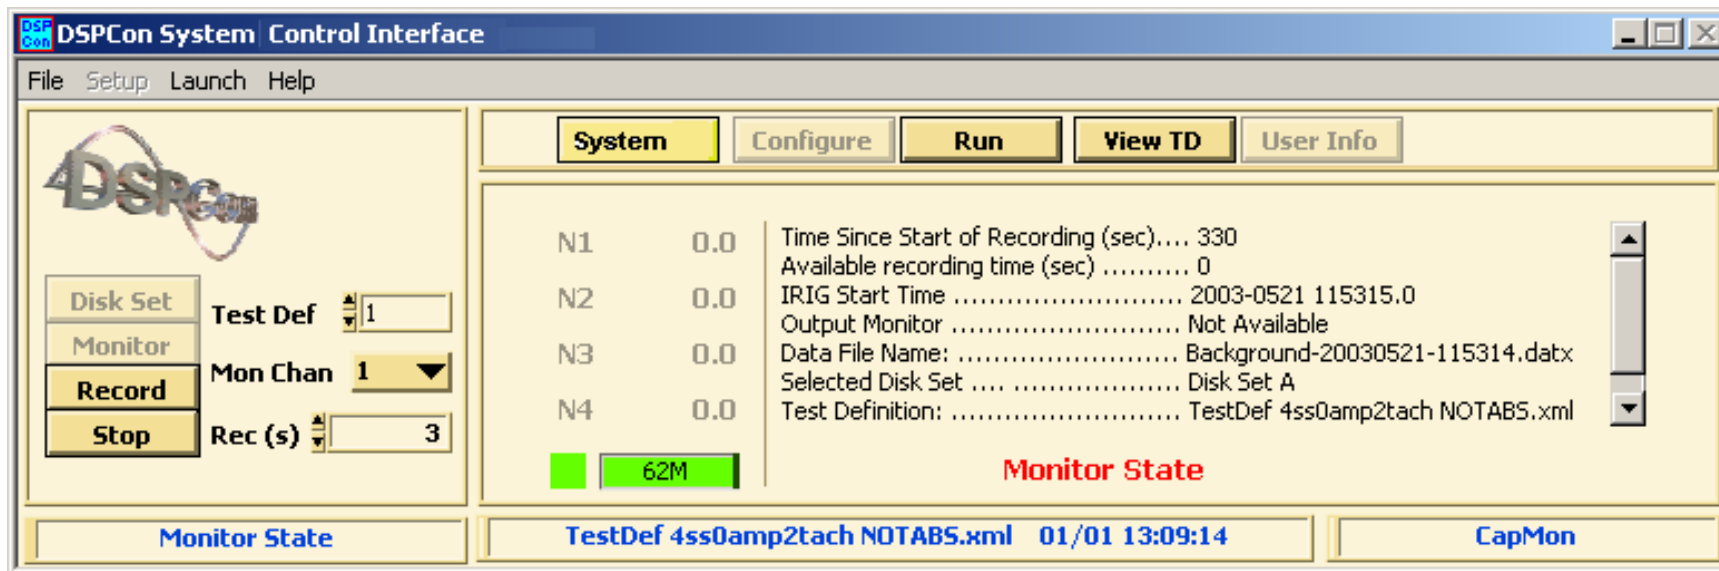 DSP
Con
DSPCon System Control Interface
File Setup Launch Help
DSPCon
System Configure Run View TD User Info
Disk Set
Monitor
Record
Stop
Test Def 1
Mon Chan 1
Rec (s) 3
N1 0.0
N2 0.0
N3 0.0
N4 0.0
62M
Time Since Start of Recording (sec).... 330
Available recording time (sec) .......... 0
IRIG Start Time .......................... 2003-0521 115315.0
Output Monitor .......................... Not Available
Data File Name: ......................... Background-20030521-115314.datx
Selected Disk Set .... ................... Disk Set A
Test Definition: .......................... TestDef 4ss0amp2tach NOTABS.xml
Monitor State
Monitor State
TestDef 4ss0amp2tach NOTABS.xml 01/01 13:09:14
CapMon